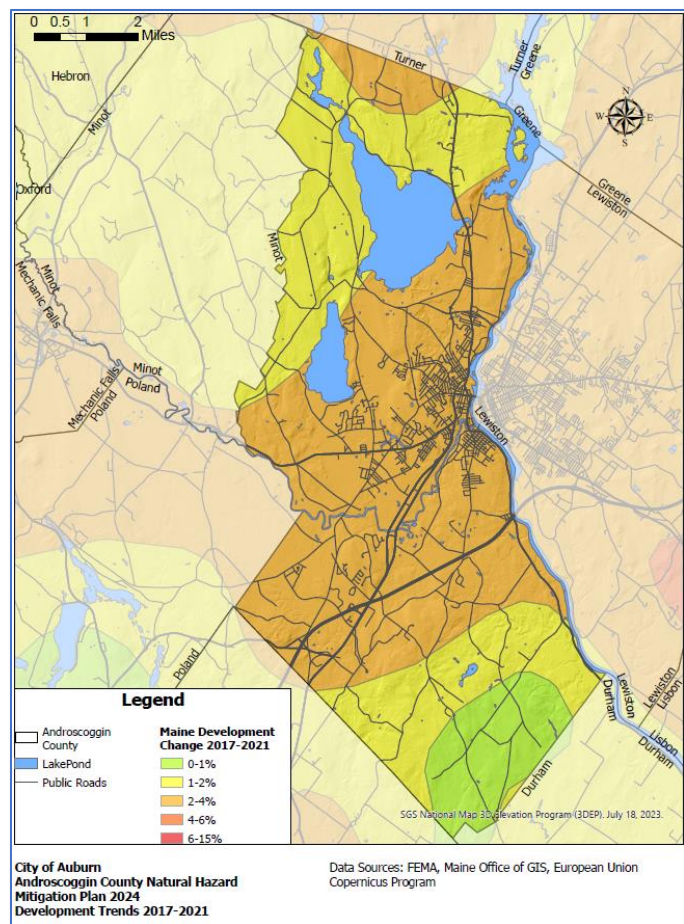 0 0.5 1 2
Miles
Turner
Turner
Greene
Hebron
Minot
Greene
N
W E
S
Greene
Lewiston
Oxford
Minot
Minot
Mechanic Falls
Minot
Poland
Mechanic Falls
Poland
Lewiston
Poland
Lewiston
Durham
Lewiston
Lisbon
Lisbon
Durham
Durham
Legend
Androscoggin
County
LakePond
Public Roads
Maine Development
Change 2017-2021
0-1%
1-2%
2-4%
4-6%
6-15%
SGS National Map 3D Elevation Program (3DEP). July 18, 2023.
City of Auburn
Androscoggin County Natural Hazard
Mitigation Plan 2024
Development Trends 2017-2021
Data Sources: FEMA, Maine Office of GIS, European Union
Copernicus Program